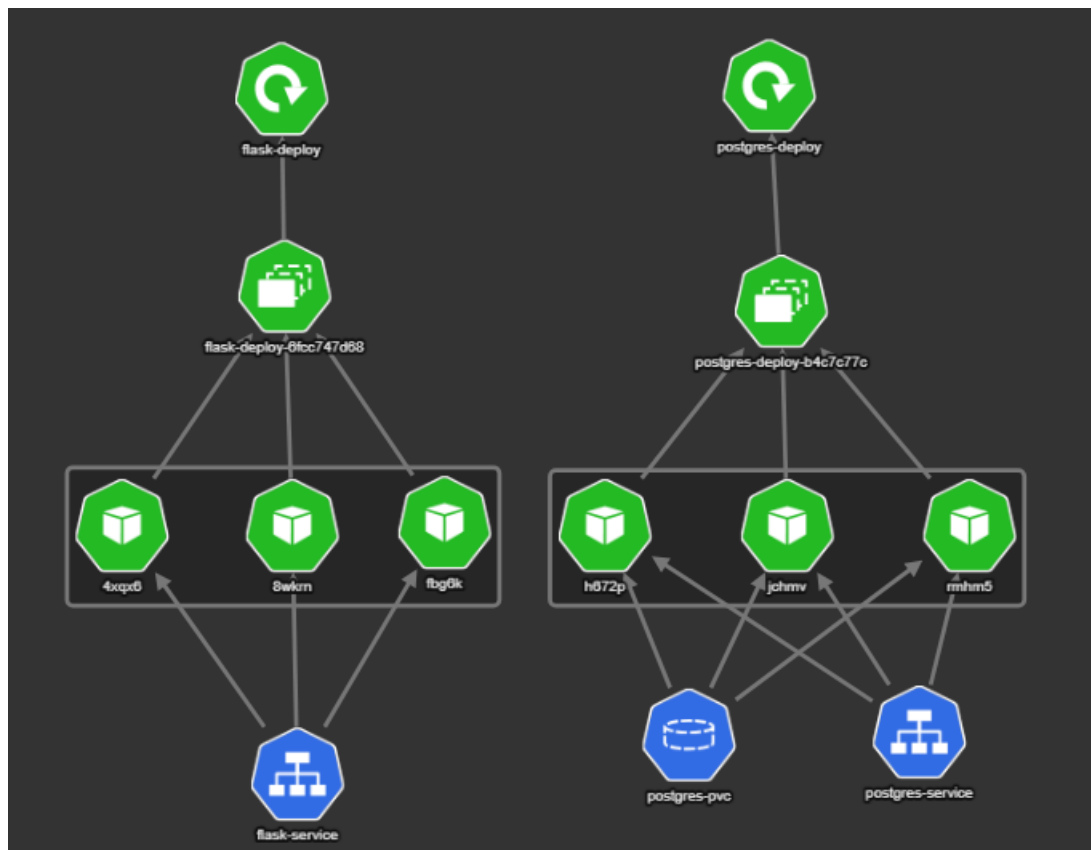 flask-deploy
postgres-deploy
flask-deploy-6fcc747d68
postgres-deploy-b4c7c77c
4xqx6
8wkrn
fbg6k
h672p
jchmv
rmhm5
postgres-pvc
postgres-service
flask-service